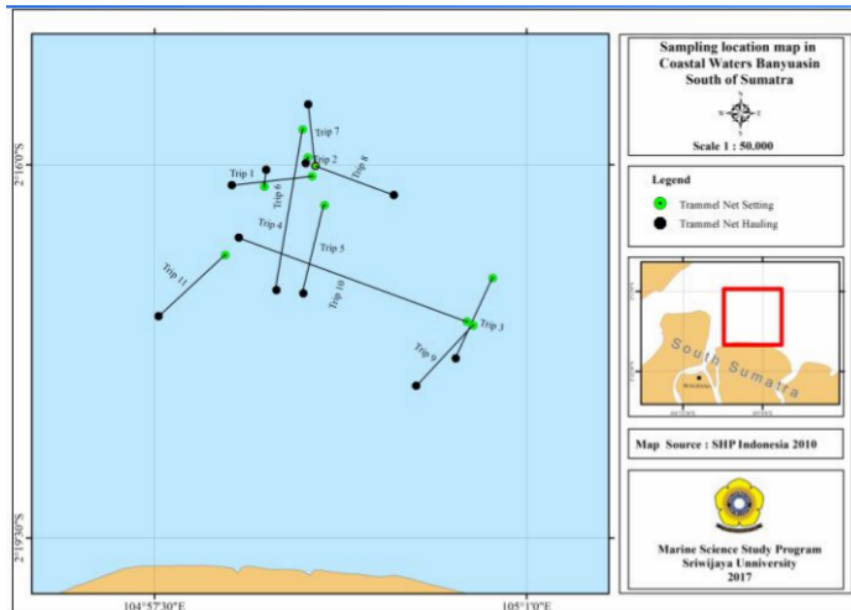 Sampling location map in
Coastal Waters Banyuasin
South of Sumatra
N
W
E
S
Scale 1 : 50.000
Legend
Trammel Net Setting
Trammel Net Hauling
South Sumatra
Map Source : SHP Indonesia 2010
Marine Science Study Program
Sriwijaya Unniversity
2017
Trip 7
Trip 2
Trip 8
Trip 1
Trip 6
Trip 4
Trip 5
Trip 11
Trip 10
Trip 3
Trip 9
2°16'0"S
2°19'30"S
104°57'30"E
105°1'0"E